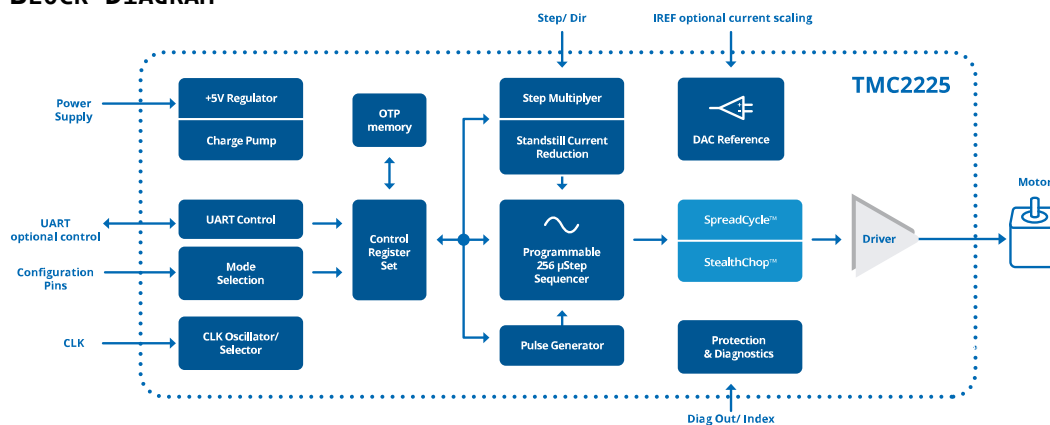 BLOCK DIAGRAM
Step/ Dir
IREF optional current scaling
TMC2225
Power
Supply
+5V Regulator
Charge Pump
OTP
memory
Step Multiplyer
Standstill Current
Reduction
DAC Reference
Motor
UART
optional control
UART Control
Configuration
Pins
Mode
Selection
Control
Register
Set
Programmable
256 µStep
Sequencer
SpreadCycle™
StealthChop™
Driver
CLK
CLK Oscillator/
Selector
Pulse Generator
Protection
& Diagnostics
Diag Out/ Index